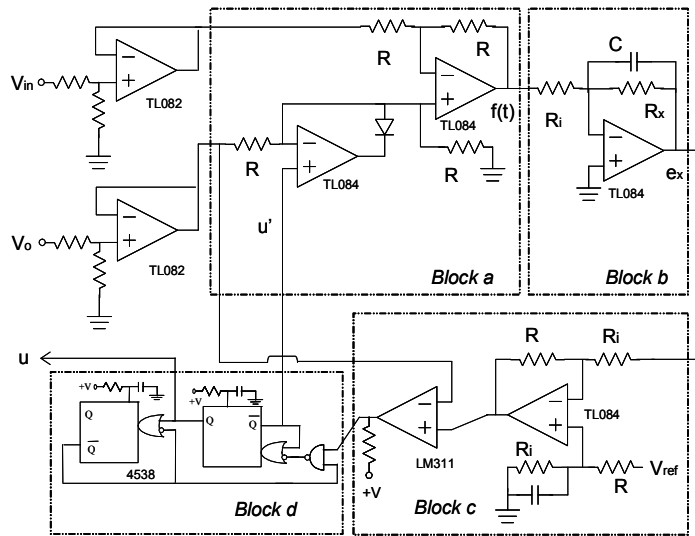 R
R
C
Vin
TL082
TL084
f(t)
Ri
Rx
R
TL084
R
TL084
ex
u'
Vo
TL082
Block a
Block b
u
R
Ri
+V
+V
Q
Q
Q
Q
4538
TL084
LM311
+V
Ri
R
Vref
Block d
Block c